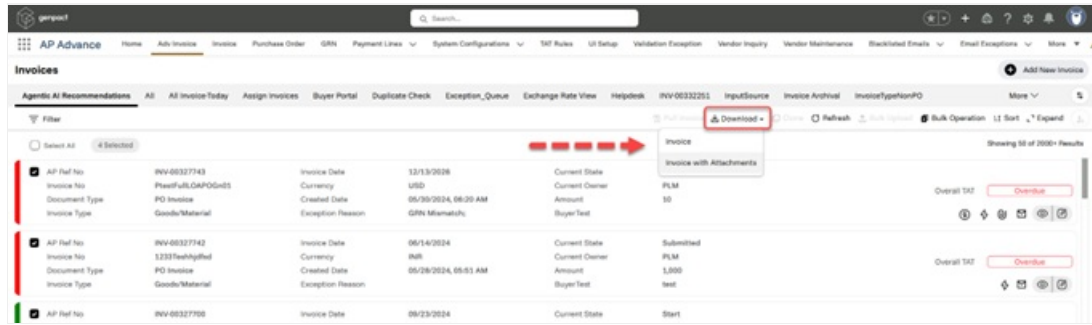 genpact
Search...
AP Advance Home Adv Invoice Invoice Purchase Order GRN Payment Lines System Configurations TAT Rules UI Setup Validation Exception Vendor Inquiry Vendor Maintenance Blacklisted Emails Email Exceptions More
Invoices
Add New Invoice
Agentic AI Recommendations All All Invoice-Today Assign Invoices Buyer Portal Duplicate Check Exception_Queue Exchange Rate View Helpdesk INV-00332251 InputSource Invoice Archival InvoiceTypeNonPO More
Filter
Download Refresh Bulk Upload Bulk Operation Sort Expand
Select All 4 Selected
Showing 50 of 2000+ Results
Invoice
Invoice with Attachments
AP Ref No INV-00327743 Invoice Date 12/13/2026 Current State
Invoice No Currency USD Current Owner PLM
Document Type PO Invoice Created Date 05/30/2024, 06:20 AM Amount 10
Invoice Type Goods/Material Exception Reason GRN Mismatch; BuyerTest
Overall TAT Overdue
AP Ref No INV-00327742 Invoice Date 06/14/2024 Current State Submitted
Invoice No Currency INR Current Owner PLM
Document Type PO Invoice Created Date 05/28/2024, 05:51 AM Amount 1,000
Invoice Type Goods/Material Exception Reason BuyerTest test
Overall TAT Overdue
AP Ref No INV-00327700 Invoice Date 09/23/2024 Current State Start